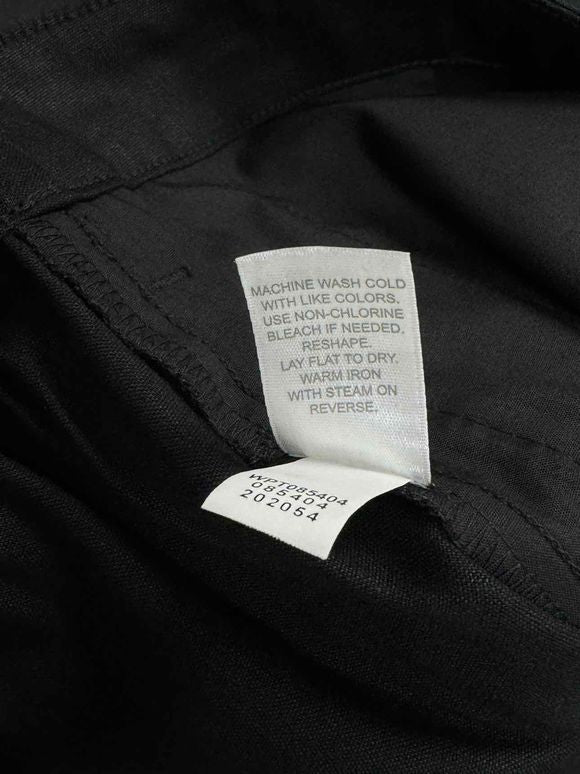 MACHINE WASH COLD
WITH LIKE COLORS.
USE NON-CHLORINE
BLEACH IF NEEDED.
RESHAPE.
LAY FLAT TO DRY.
WARM IRON
WITH STEAM ON
REVERSE.
WPT085404
085404
202054